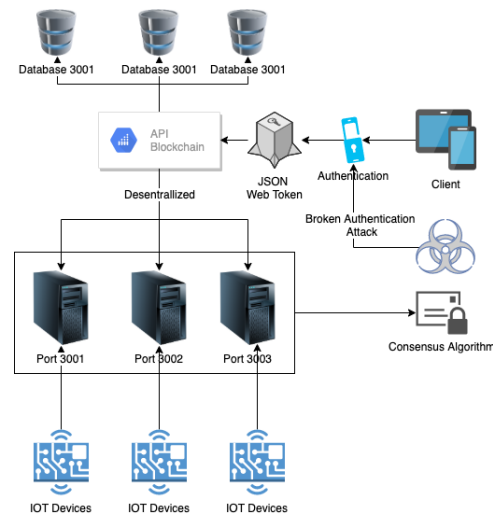 Database 3001
Database 3001
Database 3001
API
Blockchain
JSON
Web Token
Authentication
Client
Desentrallized
Broken Authentication
Attack
Port 3001
Port 3002
Port 3003
Consensus Algorithm
IOT Devices
IOT Devices
IOT Devices